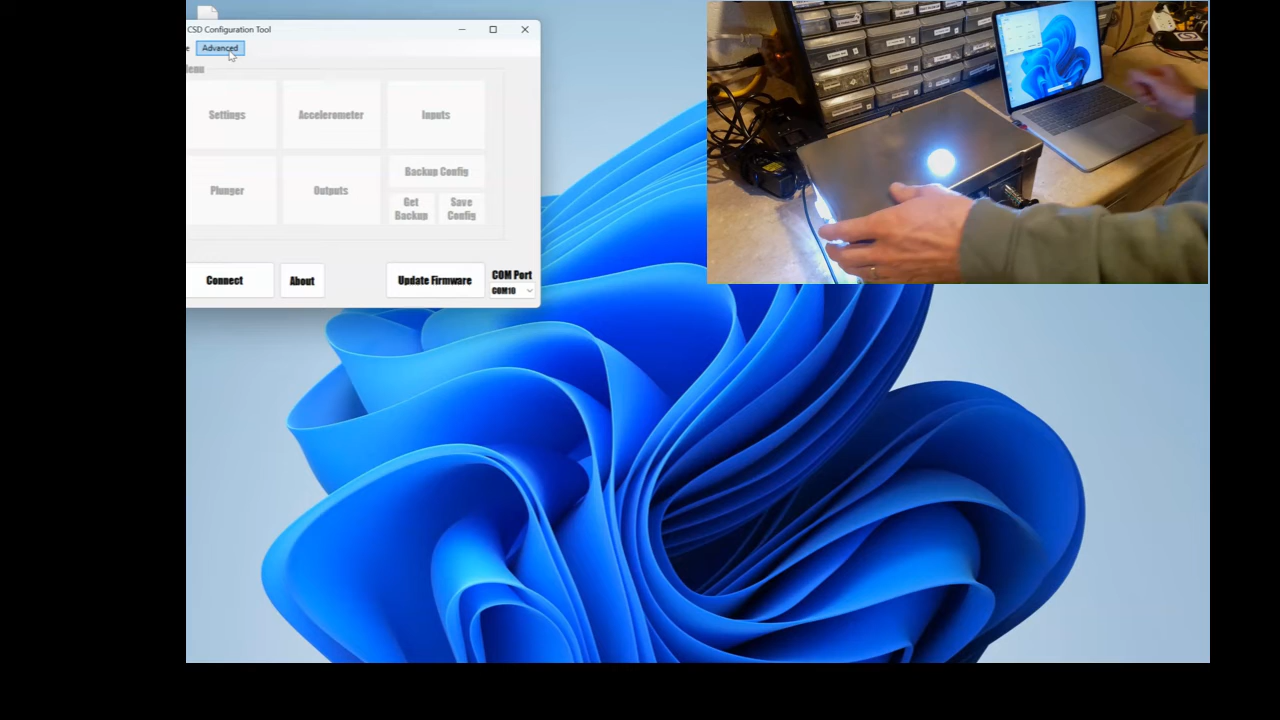 CSD Configuration Tool
e Advanced
enu
Settings
Accelerometer
Inputs
Plunger
Outputs
Backup Config
Get
Backup
Save
Config
Connect
About
Update Firmware
COM Port
COM10